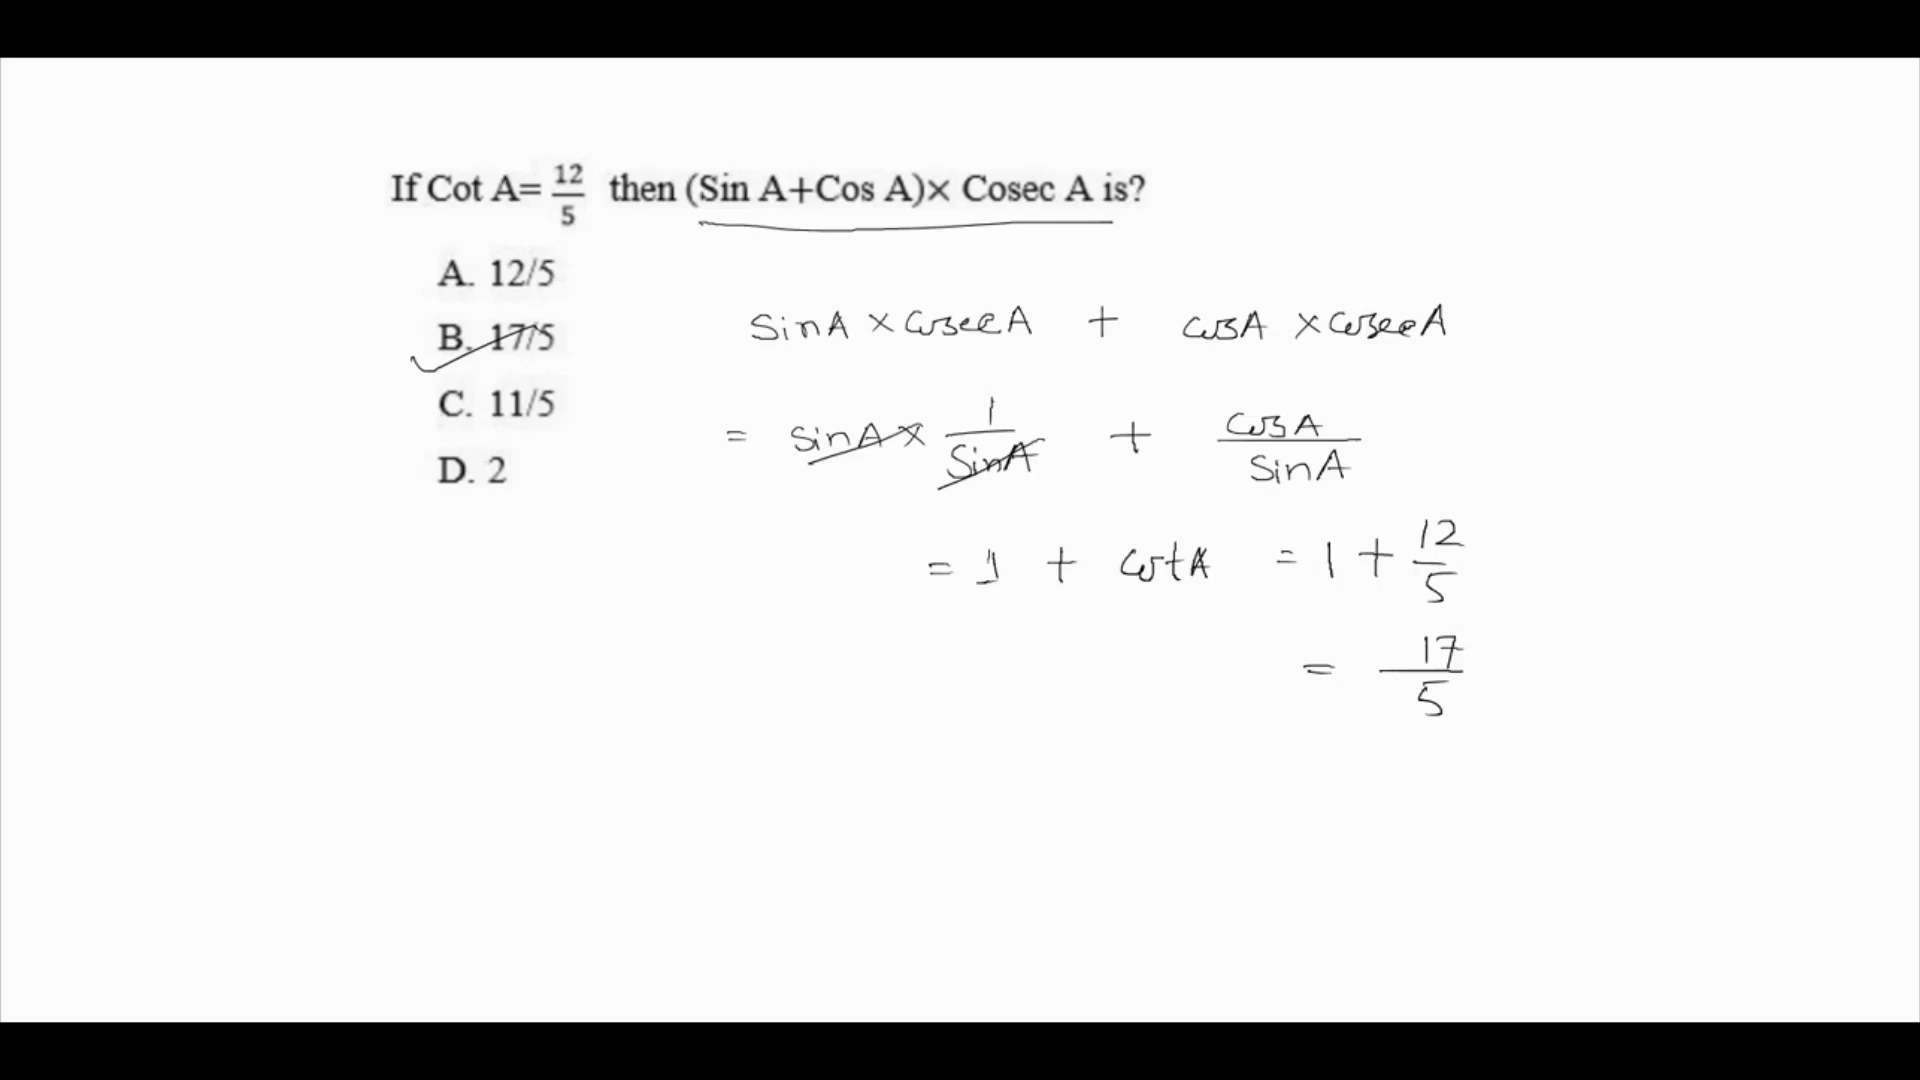 If Cot A= 12/5 then (Sin A+Cos A)× Cosec A is?
A. 12/5
B. 17/5
C. 11/5
D. 2
sinA × cosecA + cosA × cosecA
= sinA × 1/sinA + cosA/sinA
= 1 + cotA = 1 + 12/5
= 17/5